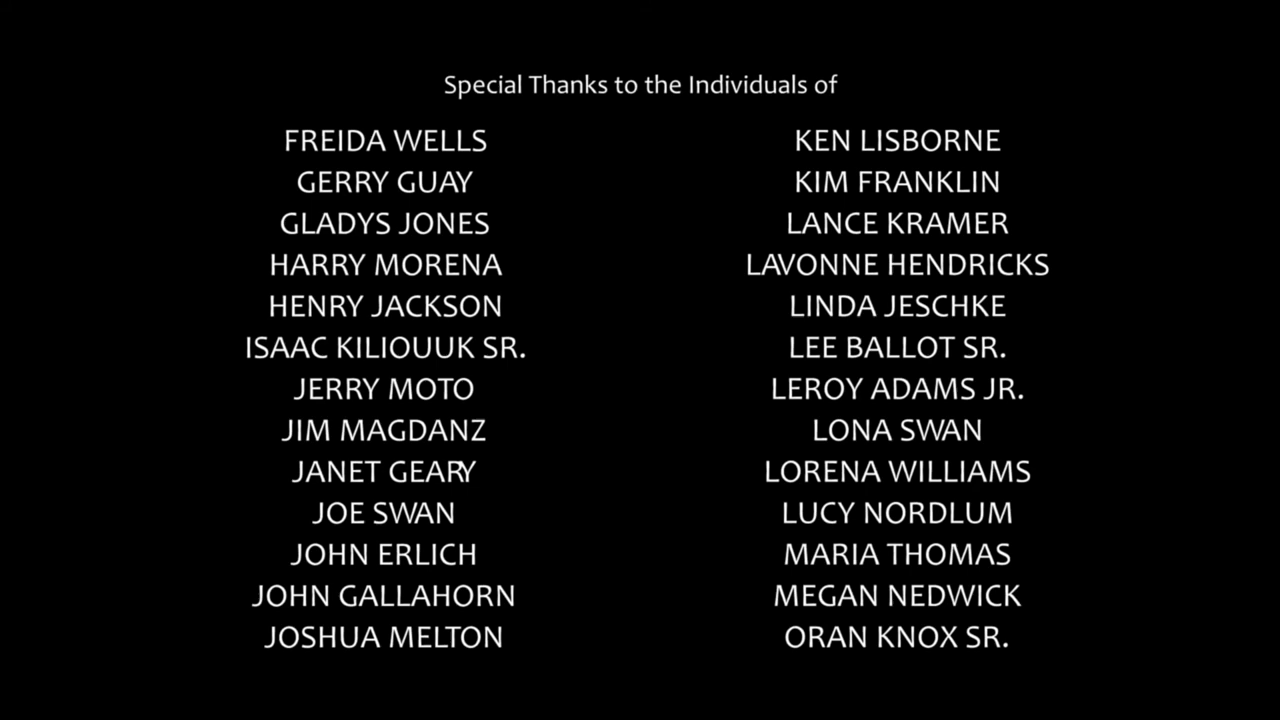 Special Thanks to the Individuals of
FREIDA WELLS
GERRY GUAY
GLADYS JONES
HARRY MORENA
HENRY JACKSON
ISAAC KILIOUUK SR.
JERRY MOTO
JIM MAGDANZ
JANET GEARY
JOE SWAN
JOHN ERLICH
JOHN GALLAHORN
JOSHUA MELTON
KEN LISBORNE
KIM FRANKLIN
LANCE KRAMER
LAVONNE HENDRICKS
LINDA JESCHKE
LEE BALLOT SR.
LEROY ADAMS JR.
LONA SWAN
LORENA WILLIAMS
LUCY NORDLUM
MARIA THOMAS
MEGAN NEDWICK
ORAN KNOX SR.